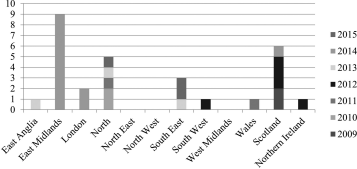 10
9
8
7
6
5
4
3
2
1
0
East Anglia
East Midlands
London
North
North East
North West
South East
South West
West Midlands
Wales
Scotland
Northern Ireland
2015
2014
2013
2012
2011
2010
2009